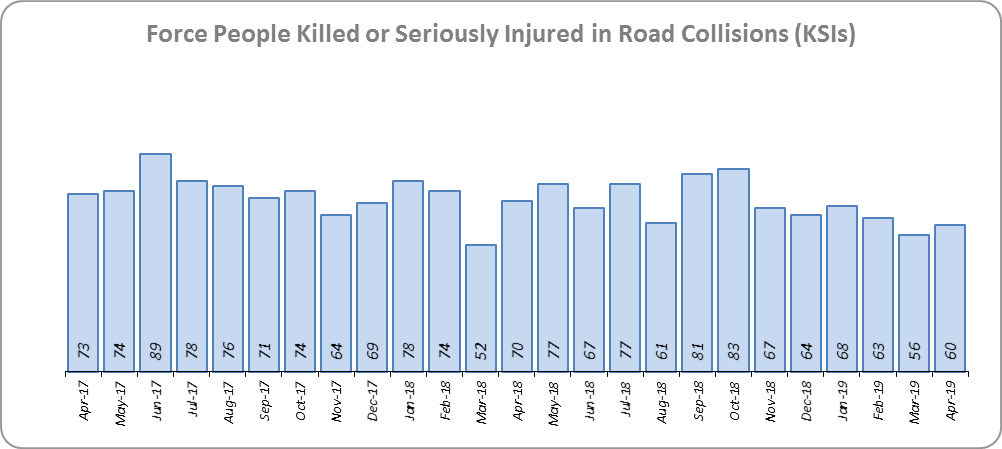 Force People Killed or Seriously Injured in Road Collisions (KSIs)
73 74 89 78 76 71 74 64 69 78 74 52 70 77 67 77 61 81 83 67 64 68 63 56 60
Apr-17 May-17 Jun-17 Jul-17 Aug-17 Sep-17 Oct-17 Nov-17 Dec-17 Jan-18 Feb-18 Mar-18 Apr-18 May-18 Jun-18 Jul-18 Aug-18 Sep-18 Oct-18 Nov-18 Dec-18 Jan-19 Feb-19 Mar-19 Apr-19